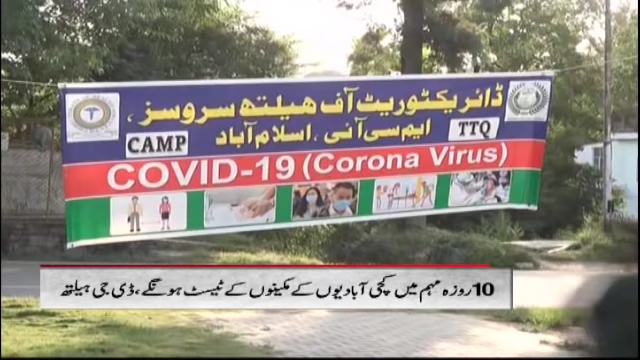 ڈائریکٹوریٹ آف ہیلتھ سروسز،
ایم سی آئی، اسلام آباد
CAMP
TTQ
COVID-19 (Corona Virus)
10 روزہ مہم میں کچی آبادیوں کے مکینوں کے ٹیسٹ ہونگے، ڈی جی ہیلتھ